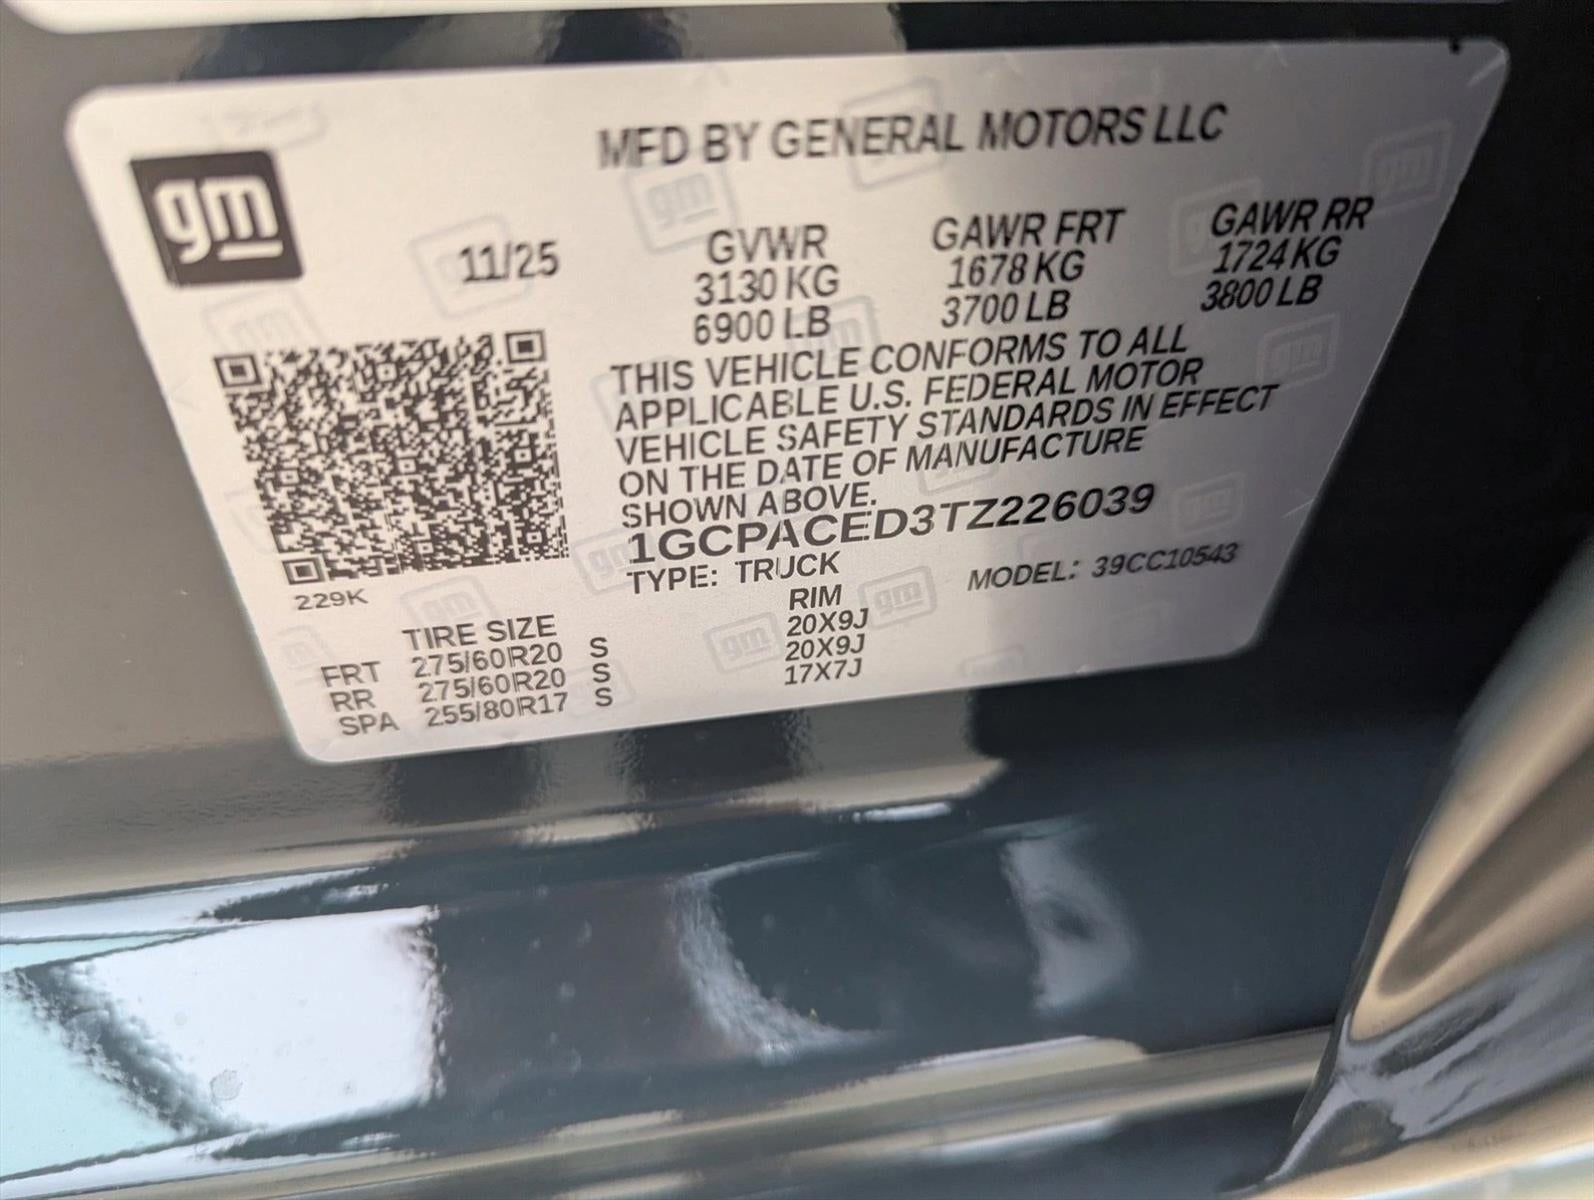 MFD BY GENERAL MOTORS LLC
gm
11/25
GVWR GAWR FRT GAWR RR
3130 KG 1678 KG 1724 KG
6900 LB 3700 LB 3800 LB
THIS VEHICLE CONFORMS TO ALL
APPLICABLE U.S. FEDERAL MOTOR
VEHICLE SAFETY STANDARDS IN EFFECT
ON THE DATE OF MANUFACTURE
SHOWN ABOVE.
1GCPACED3TZ226039
TYPE: TRUCK MODEL: 39CC10543
229K
TIRE SIZE RIM
FRT 275/60R20 S 20X9J
RR 275/60R20 S 20X9J
SPA 255/80R17 S 17X7J